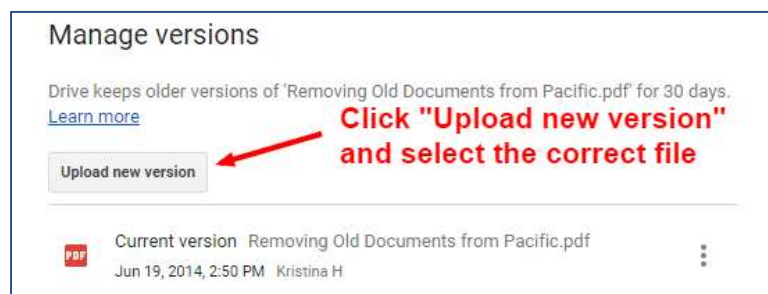 Manage versions
Drive keeps older versions of 'Removing Old Documents from Pacific.pdf' for 30 days.
Learn more
Click "Upload new version"
and select the correct file
Upload new version
PDF
Current version Removing Old Documents from Pacific.pdf
Jun 19, 2014, 2:50 PM Kristina H